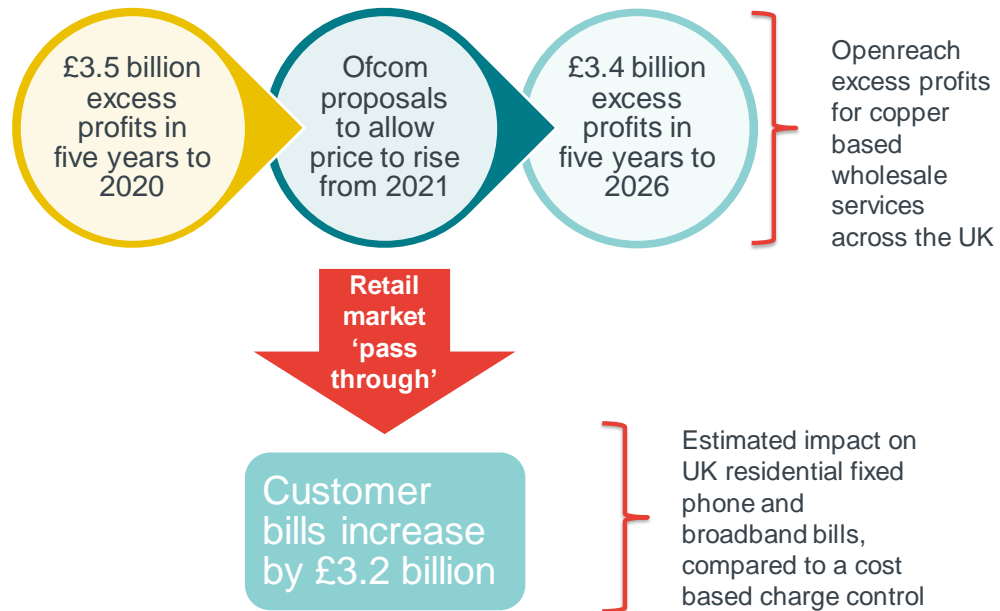 £3.5 billion
excess
profits in
five years to
2020
Ofcom
proposals
to allow
price to rise
from 2021
£3.4 billion
excess
profits in
five years to
2026
Openreach
excess profits
for copper
based
wholesale
services
across the UK
Retail
market
‘pass
through’
Customer
bills increase
by £3.2 billion
Estimated impact on
UK residential fixed
phone and
broadband bills,
compared to a cost
based charge control